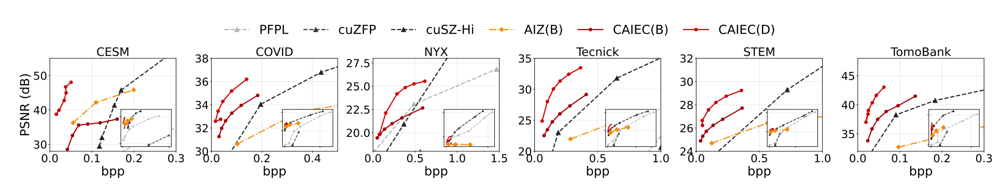 PFPL cuZFP cuSZ-Hi AIZ(B) CAIEC(B) CAIEC(D)
CESM COVID NYX Tecnick STEM TomoBank
PSNR (dB)
50
40
30
0.0 0.1 0.2 0.3
bpp
38
36
34
32
30
0.0 0.2 0.4
bpp
27.5
25.0
22.5
20.0
0.0 0.5 1.0 1.5
bpp
35
30
25
20
0.0 0.5 1.0
bpp
32
30
28
26
24
0.0 0.5 1.0
bpp
45
40
35
0.0 0.1 0.2 0.3
bpp